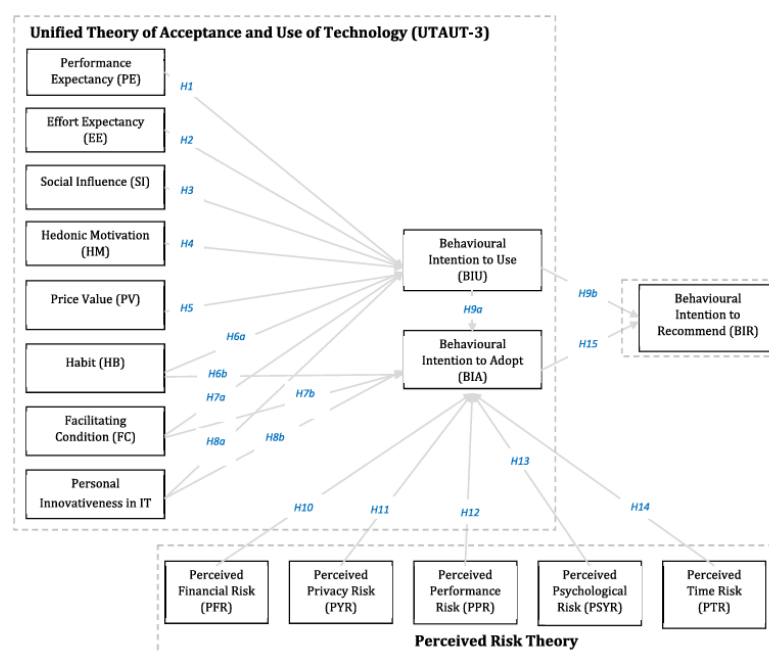 Unified Theory of Acceptance and Use of Technology (UTAUT-3)
Performance
Expectancy (PE)
H1
Effort Expectancy
(EE)
H2
Social Influence (SI)
H3
Hedonic Motivation
(HM)
H4
Price Value (PV)
H5
Habit (HB)
H6a
H6b
Facilitating
Condition (FC)
H7a
H7b
Personal
Innovativeness in IT
H8a
H8b
Behavioural
Intention to Use
(BIU)
H9a
H9b
Behavioural
Intention to Adopt
(BIA)
H15
Behavioural
Intention to
Recommend (BIR)
H10
H11
H12
H13
H14
Perceived
Financial Risk
(PFR)
Perceived
Privacy Risk
(PYR)
Perceived
Performance
Risk (PPR)
Perceived
Psychological
Risk (PSYR)
Perceived
Time Risk
(PTR)
Perceived Risk Theory